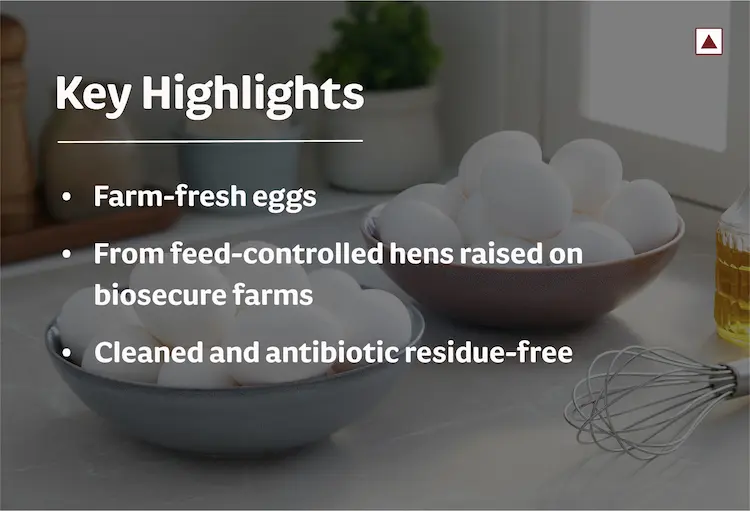 Key Highlights
• Farm-fresh eggs
• From feed-controlled hens raised on
biosecure farms
• Cleaned and antibiotic residue-free